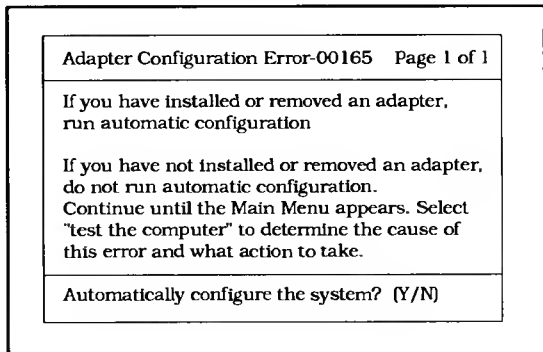 Adapter Configuration Error-00165 Page 1 of 1
If you have installed or removed an adapter,
run automatic configuration
If you have not installed or removed an adapter,
do not run automatic configuration.
Continue until the Main Menu appears. Select
"test the computer" to determine the cause of
this error and what action to take.
Automatically configure the system? (Y/N)